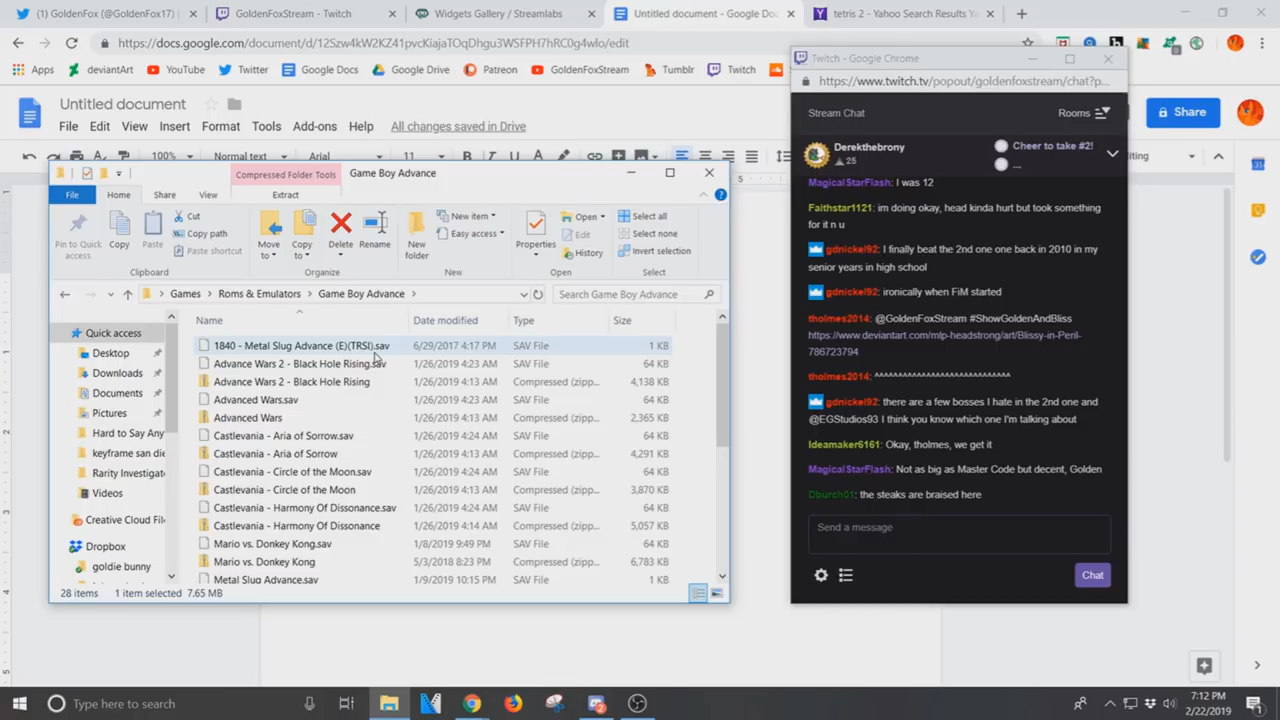 (1) GoldenFox (@GoldenFox17)
GoldenFoxStream - Twitch
Widgets Gallery / Streamlabs
Untitled document - Google Doc
tetris 2 - Yahoo Search Results
https://docs.google.com/document/d/12Szw4rW2KZ41pvcKiajaTOqOhgu3WSFPH7hRC0g4wlo/edit
Apps
deviantArt
YouTube
Twitter
Google Docs
Google Drive
Patreon
GoldenFoxStream
Tumblr
Twitch
Untitled document
File Edit View Insert Format Tools Add-ons Help All changes saved in Drive
Share
100% Normal text Arial 11
Compressed Folder Tools
Game Boy Advance
File Home Share View Extract
Pin to Quick access
Copy
Paste
Cut
Copy path
Paste shortcut
Move to
Copy to
Delete
Rename
New folder
New item
Easy access
Properties
Open
Edit
History
Select all
Select none
Invert selection
Clipboard Organize New Open Select
Games > Roms & Emulators > Game Boy Advance >
Search Game Boy Advance
Name Date modified Type Size
Quick access
Desktop
Downloads
Documents
Pictures
Hard to Say Any
keyframe san die
Rarity Investigat
Videos
Creative Cloud Fil
Dropbox
goldie bunny
1840 - Metal Slug Advance (E)(TRSI).sav 6/29/2017 4:17 PM SAV File 1 KB
Advance Wars 2 - Black Hole Rising.sav 1/26/2019 4:23 AM SAV File 64 KB
Advance Wars 2 - Black Hole Rising 1/26/2019 4:13 AM Compressed (zipp... 4,138 KB
Advanced Wars.sav 1/26/2019 4:23 AM SAV File 64 KB
Advanced Wars 1/26/2019 4:13 AM Compressed (zipp... 2,365 KB
Castlevania - Aria of Sorrow.sav 1/26/2019 4:24 AM SAV File 64 KB
Castlevania - Aria of Sorrow 1/26/2019 4:13 AM Compressed (zipp... 4,291 KB
Castlevania - Circle of the Moon.sav 1/26/2019 4:24 AM SAV File 64 KB
Castlevania - Circle of the Moon 1/26/2019 4:13 AM Compressed (zipp... 3,870 KB
Castlevania - Harmony Of Dissonance.sav 1/26/2019 4:24 AM SAV File 64 KB
Castlevania - Harmony Of Dissonance 1/26/2019 4:14 AM Compressed (zipp... 5,057 KB
Mario vs. Donkey Kong.sav 1/8/2019 9:49 PM SAV File 64 KB
Mario vs. Donkey Kong 5/3/2018 8:23 PM Compressed (zipp... 6,783 KB
Metal Slug Advance.sav 1/9/2019 10:15 PM SAV File 1 KB
28 items 1 item selected 7.65 MB
Twitch - Google Chrome
https://www.twitch.tv/popout/goldenfoxstream/chat?p...
Stream Chat
Rooms
Derekthebrony
25
Cheer to take #2!
...
MagicalStarFlash: I was 12
Faithstar1121: im doing okay, head kinda hurt but took something
for it n u
gdnickel92: I finally beat the 2nd one one back in 2010 in my
senior years in high school
gdnickel92: ironically when FiM started
tholmes2014: @GoldenFoxStream #ShowGoldenAndBliss
https://www.deviantart.com/mlp-headstrong/art/Blissy-in-Peril-
786723794
tholmes2014: ^^^^^^^^^^^^^^^^^^^^^^^^^^^^
gdnickel92: there are a few bosses I hate in the 2nd one and
@EGStudios93 I think you know which one I'm talking about
Ideamaker6161: Okay, tholmes, we get it
MagicalStarFlash: Not as big as Master Code but decent, Golden
Dburch01: the steaks are braised here
Send a message
Chat
Type here to search
7:12 PM
2/22/2019